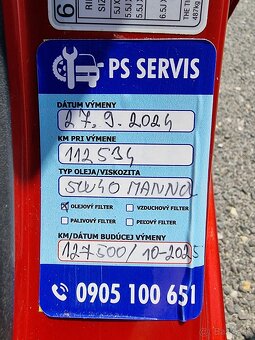 PS SERVIS
DÁTUM VÝMENY
27.9.2024
KM PRI VÝMENE
112534
TYP OLEJA/VISKOZITA
5W40 MANNOL
OLEJOVÝ FILTER
VZDUCHOVÝ FILTER
PALIVOVÝ FILTER
PEĽOVÝ FILTER
KM/DÁTUM BUDÚCEJ VÝMENY
127500/10-2025
0905 100 651